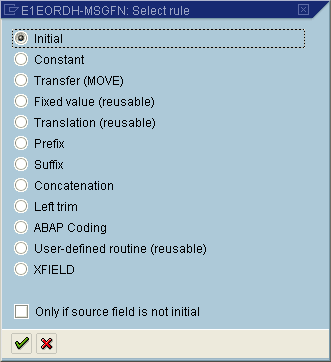 E1EORDH-MSGFN: Select rule
Initial
Constant
Transfer (MOVE)
Fixed value (reusable)
Translation (reusable)
Prefix
Suffix
Concatenation
Left trim
ABAP Coding
User-defined routine (reusable)
XFIELD
Only if source field is not initial